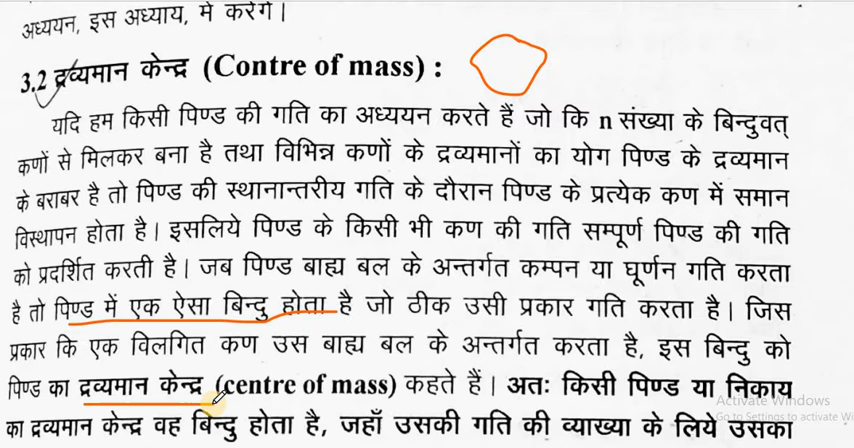 अध्ययन, इस अध्याय, में करेंगे।
3.2 द्रव्यमान केन्द्र (Contre of mass) :
यदि हम किसी पिण्ड की गति का अध्ययन करते हैं जो कि n संख्या के बिन्दुवत्
कणों से मिलकर बना है तथा विभिन्न कणों के द्रव्यमानों का योग पिण्ड के द्रव्यमान
के बराबर है तो पिण्ड की स्थानान्तरीय गति के दौरान पिण्ड के प्रत्येक कण में समान
विस्थापन होता है। इसलिये पिण्ड के किसी भी कण की गति सम्पूर्ण पिण्ड की गति
को प्रदर्शित करती है। जब पिण्ड बाह्य बल के अन्तर्गत कम्पन या घूर्णन गति करता
है तो पिण्ड में एक ऐसा बिन्दु होता है जो ठीक उसी प्रकार गति करता है। जिस
प्रकार कि एक विलगित कण उस बाह्य बल के अन्तर्गत करता है, इस बिन्दु को
पिण्ड का द्रव्यमान केन्द्र (centre of mass) कहते हैं। अतः किसी पिण्ड या निकाय
का द्रव्यमान केन्द्र वह बिन्दु होता है, जहाँ उसकी गति की व्याख्या के लिये उसका
Activate Windows
Go to Settings to activate Wi